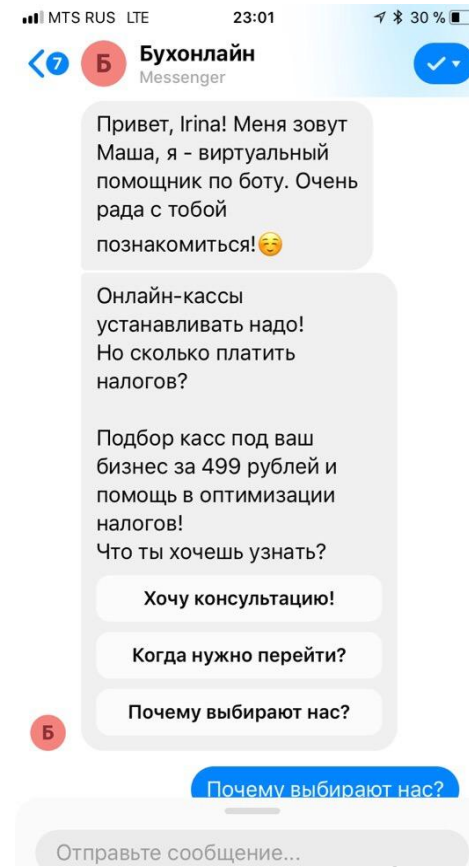 MTS RUS LTE 23:01 30 %
7 Б Бухонлайн
Messenger
Привет, Irina! Меня зовут
Маша, я - виртуальный
помощник по боту. Очень
рада с тобой
познакомиться!☺️
Онлайн-кассы
устанавливать надо!
Но сколько платить
налогов?
Подбор касс под ваш
бизнес за 499 рублей и
помощь в оптимизации
налогов!
Что ты хочешь узнать?
Хочу консультацию!
Когда нужно перейти?
Почему выбирают нас?
Б
Почему выбирают нас?
Отправьте сообщение...